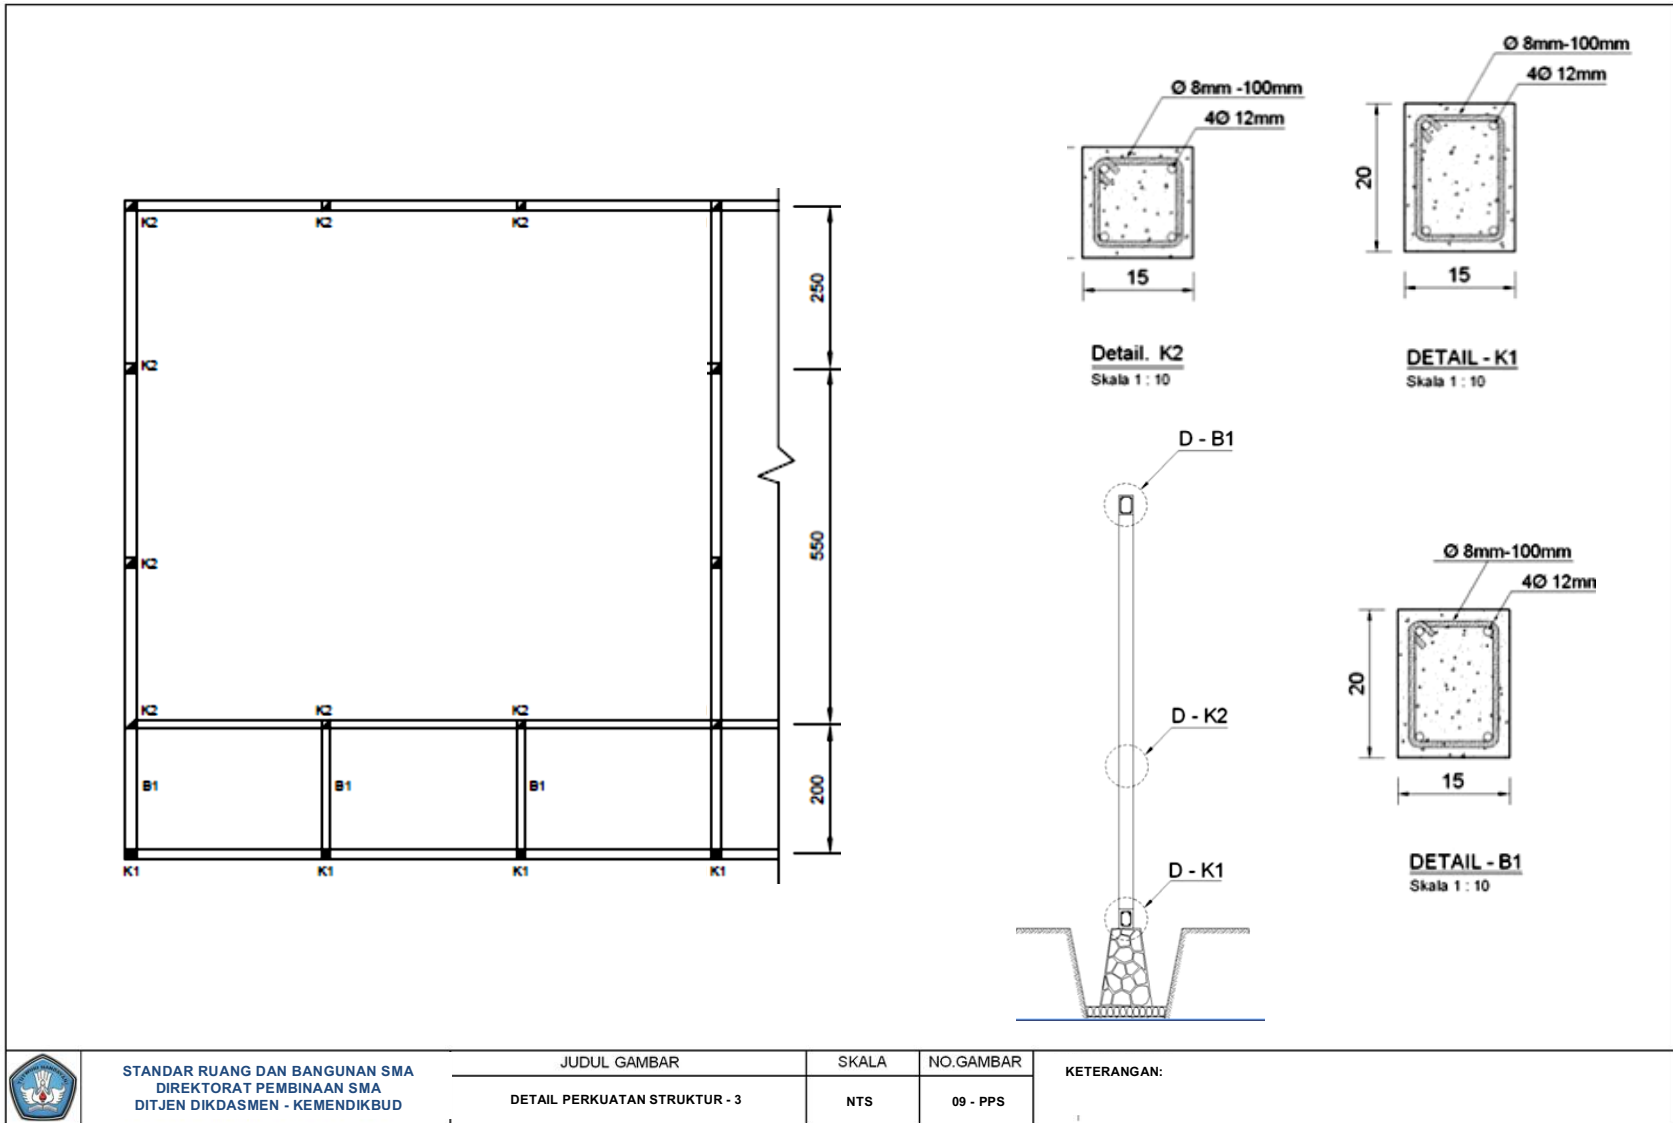 K2
K2
K2
250
K2
550
K2
K2
K2
K2
B1
B1
B1
200
K1
K1
K1
K1
Ø 8mm -100mm
4Ø 12mm
15
Detail. K2
Skala 1 : 10
Ø 8mm-100mm
4Ø 12mm
20
15
DETAIL - K1
Skala 1 : 10
D - B1
D - K2
D - K1
Ø 8mm-100mm
4Ø 12mm
20
15
DETAIL - B1
Skala 1 : 10
STANDAR RUANG DAN BANGUNAN SMA
DIREKTORAT PEMBINAAN SMA
DITJEN DIKDASMEN - KEMENDIKBUD
JUDUL GAMBAR
DETAIL PERKUATAN STRUKTUR - 3
SKALA
NTS
NO.GAMBAR
09 - PPS
KETERANGAN: